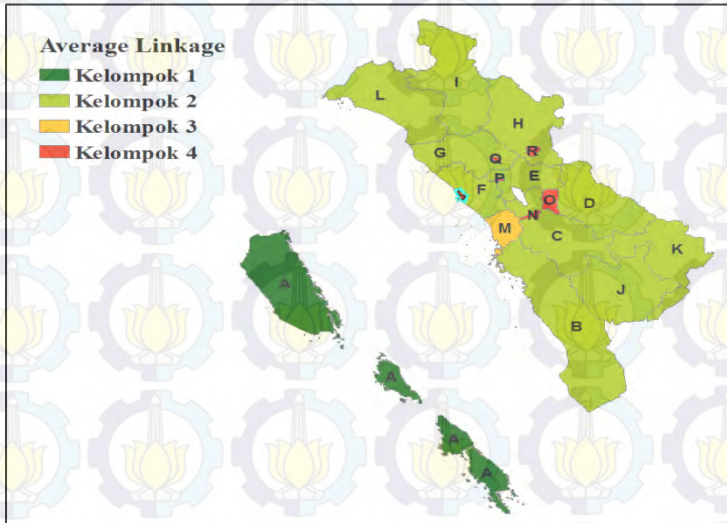 Average Linkage
Kelompok 1
Kelompok 2
Kelompok 3
Kelompok 4
I
L
H
G
Q
R
P
E
S
F
O
D
N
M
C
K
A
J
B
A
A
A